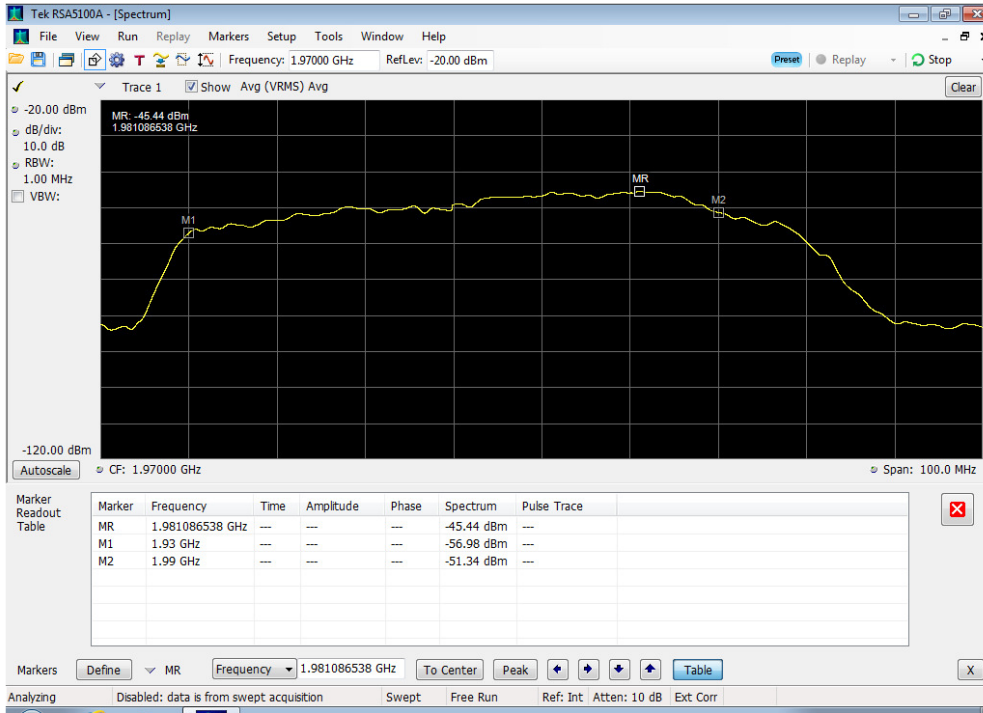 Tek RSA5100A - [Spectrum]
File View Run Replay Markers Setup Tools Window Help
T Frequency: 1.97000 GHz RefLev: -20.00 dBm Preset Replay Stop
Trace 1 Show Avg (VRMS) Avg Clear
-20.00 dBm
dB/div:
10.0 dB
RBW:
1.00 MHz
VBW:
MR: -45.44 dBm
1.981086538 GHz
MR
M2
M1
-120.00 dBm
Autoscale CF: 1.97000 GHz Span: 100.0 MHz
Marker
Readout
Table
Marker Frequency Time Amplitude Phase Spectrum Pulse Trace
MR 1.981086538 GHz --- --- --- -45.44 dBm ---
M1 1.93 GHz --- --- --- -56.98 dBm ---
M2 1.99 GHz --- --- --- -51.34 dBm ---
Markers Define MR Frequency 1.981086538 GHz To Center Peak Table X
Analyzing Disabled: data is from swept acquisition Swept Free Run Ref: Int Atten: 10 dB Ext Corr